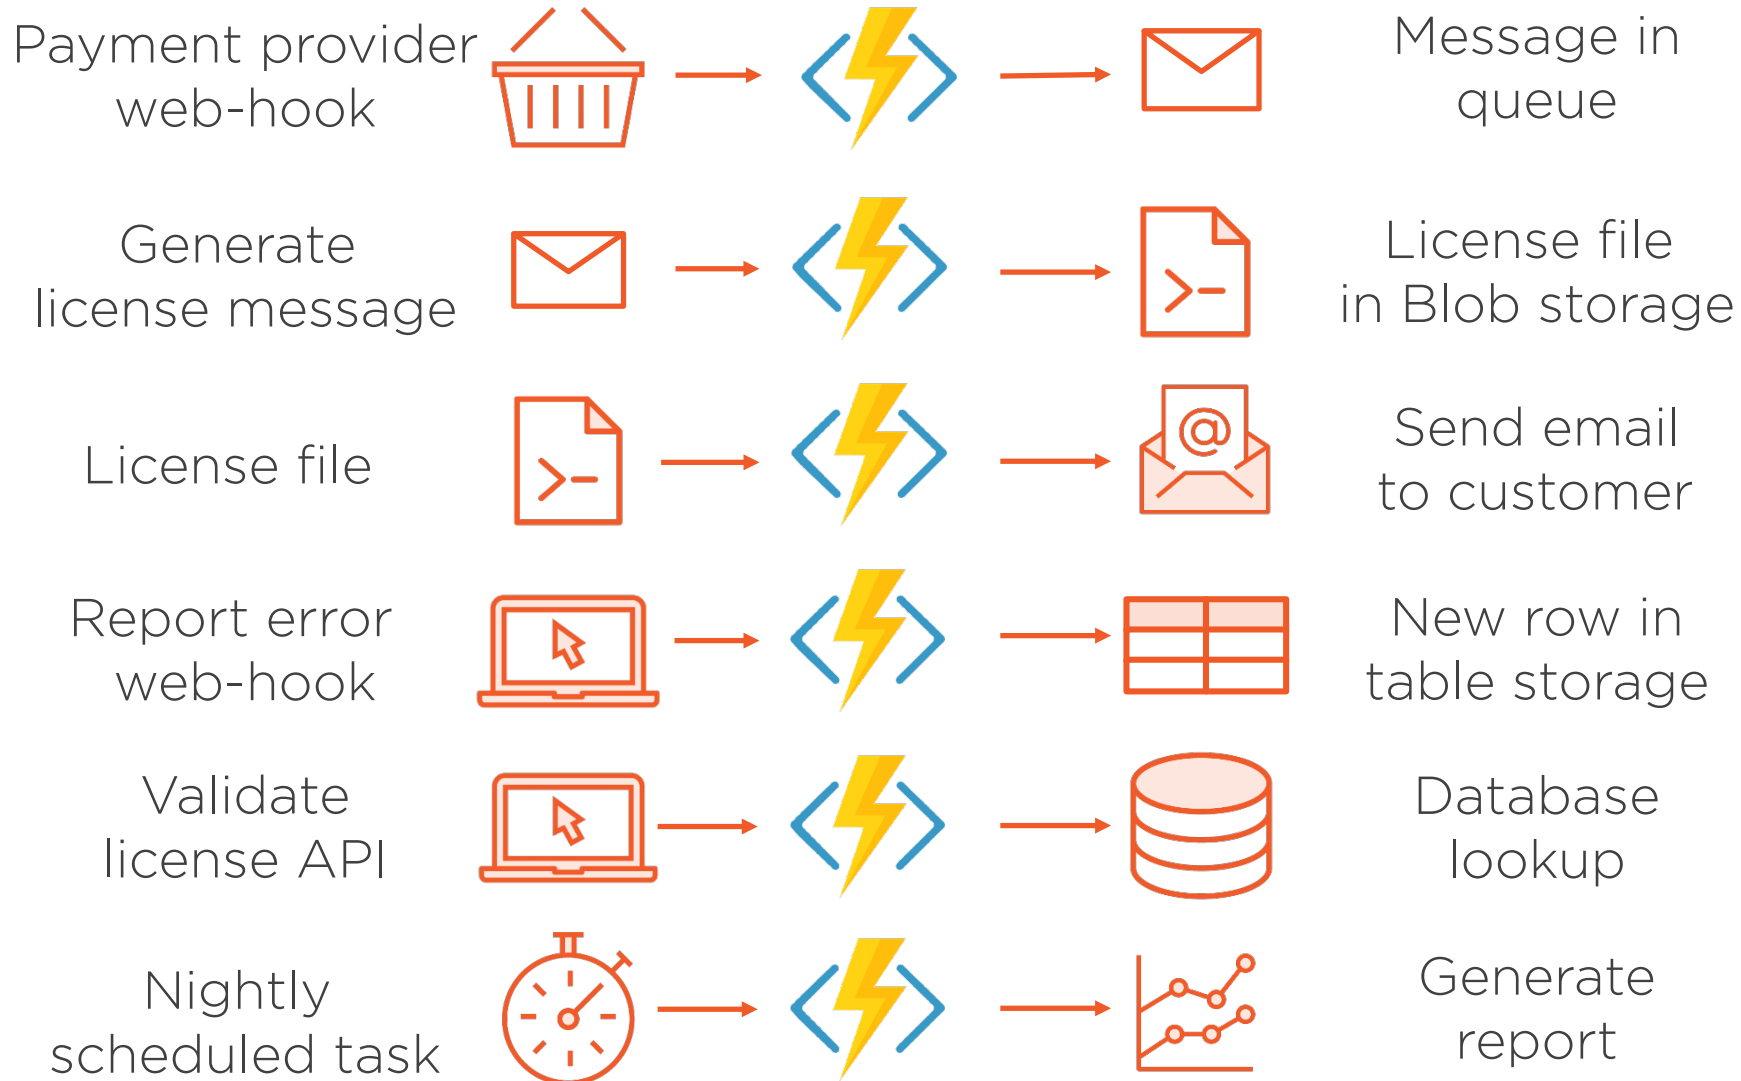 Payment provider
web-hook
Message in
queue
Generate
license message
License file
in Blob storage
License file
Send email
to customer
Report error
web-hook
New row in
table storage
Validate
license API
Database
lookup
Nightly
scheduled task
Generate
report